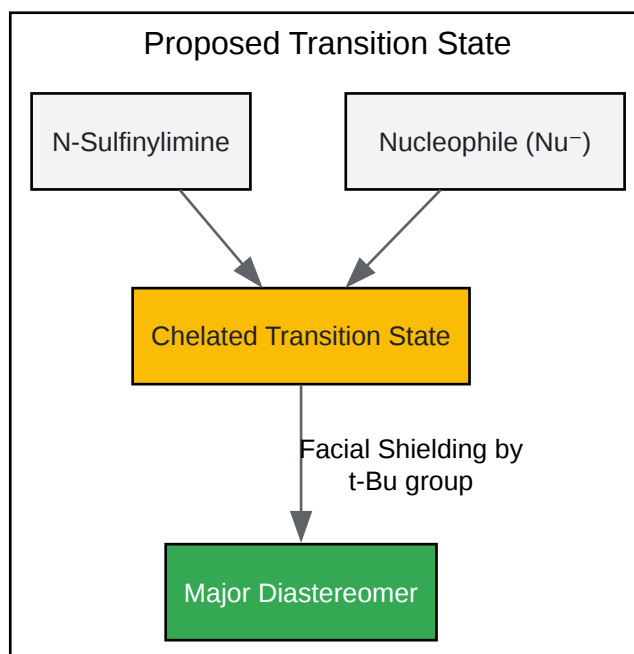 Proposed Transition State
N-Sulfinylimine
Nucleophile (Nu⁻)
Chelated Transition State
Facial Shielding by
t-Bu group
Major Diastereomer